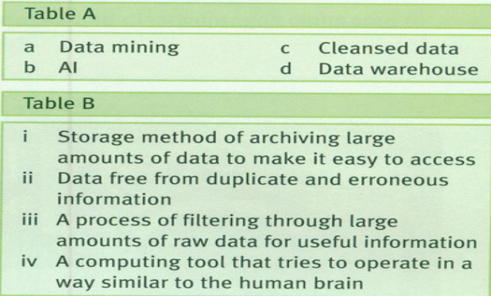 Table A
a Data mining c Cleansed data
b AI d Data warehouse
Table B
i Storage method of archiving large
amounts of data to make it easy to access
ii Data free from duplicate and erroneous
information
iii A process of filtering through large
amounts of raw data for useful information
iv A computing tool that tries to operate in a
way similar to the human brain